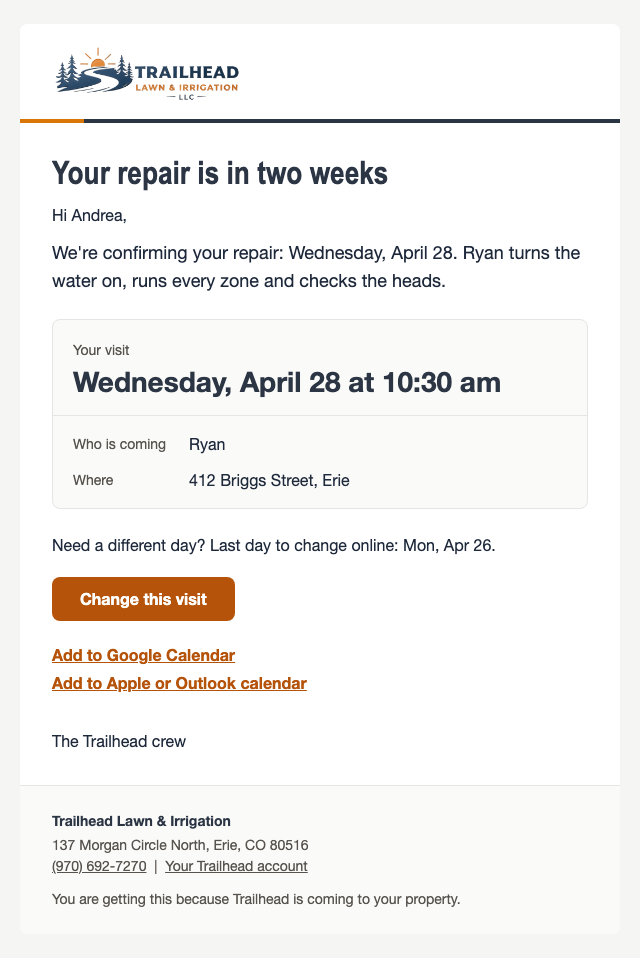 TRAILHEAD
LAWN & IRRIGATION
LLC
Your repair is in two weeks
Hi Andrea,
We're confirming your repair: Wednesday, April 28. Ryan turns the
water on, runs every zone and checks the heads.
Your visit
Wednesday, April 28 at 10:30 am
Who is coming Ryan
Where 412 Briggs Street, Erie
Need a different day? Last day to change online: Mon, Apr 26.
Change this visit
Add to Google Calendar
Add to Apple or Outlook calendar
The Trailhead crew
Trailhead Lawn & Irrigation
137 Morgan Circle North, Erie, CO 80516
(970) 692-7270 | Your Trailhead account
You are getting this because Trailhead is coming to your property.